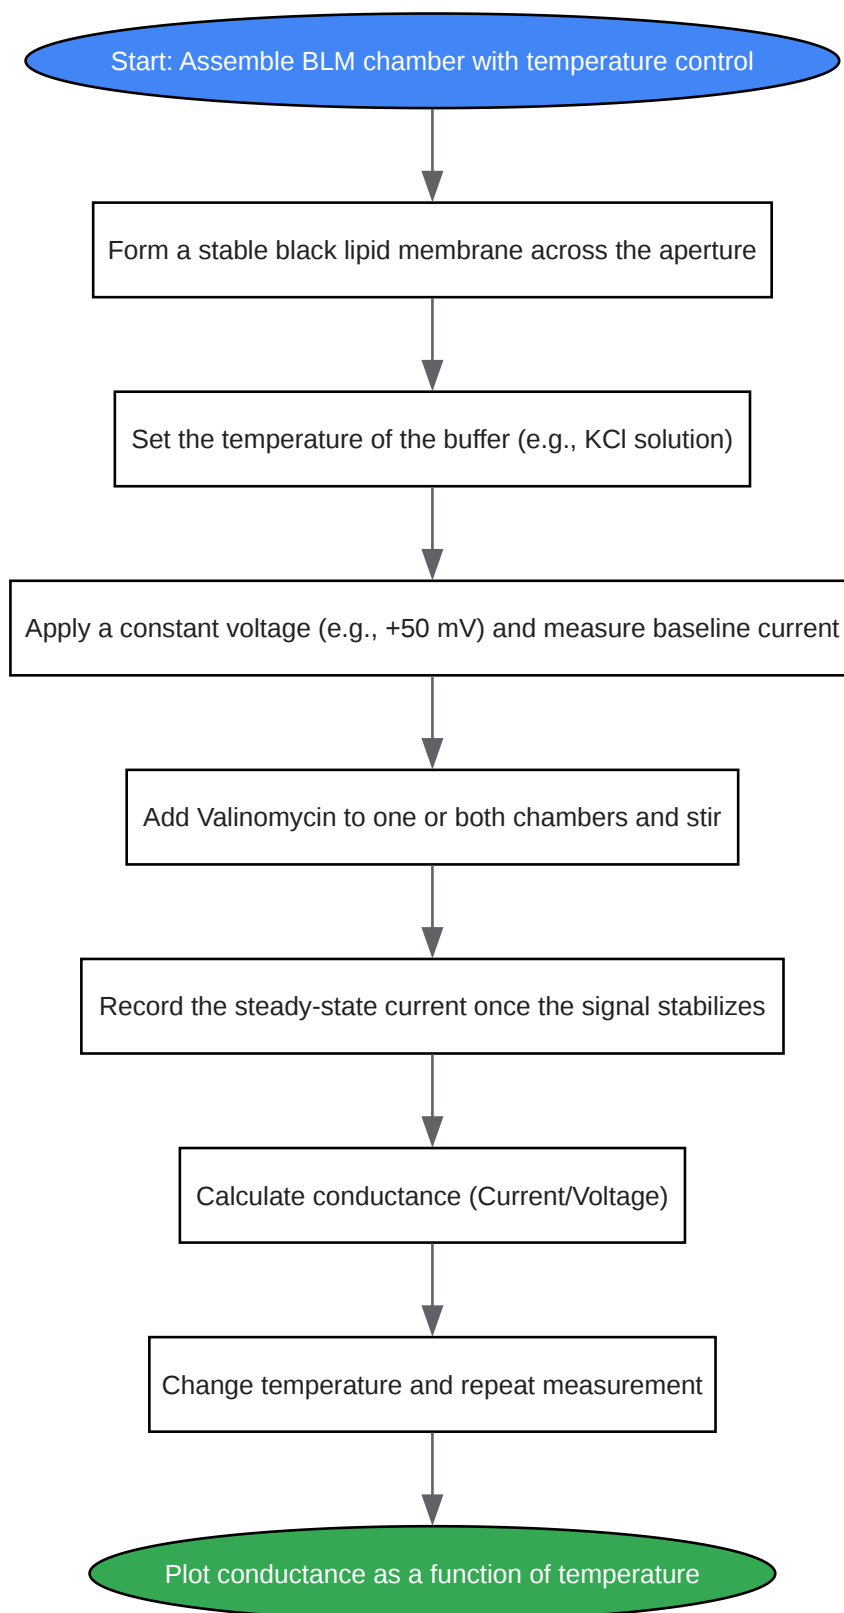 Start: Assemble BLM chamber with temperature control
Form a stable black lipid membrane across the aperture
Set the temperature of the buffer (e.g., KCl solution)
Apply a constant voltage (e.g., +50 mV) and measure baseline current
Add Valinomycin to one or both chambers and stir
Record the steady-state current once the signal stabilizes
Calculate conductance (Current/Voltage)
Change temperature and repeat measurement
Plot conductance as a function of temperature